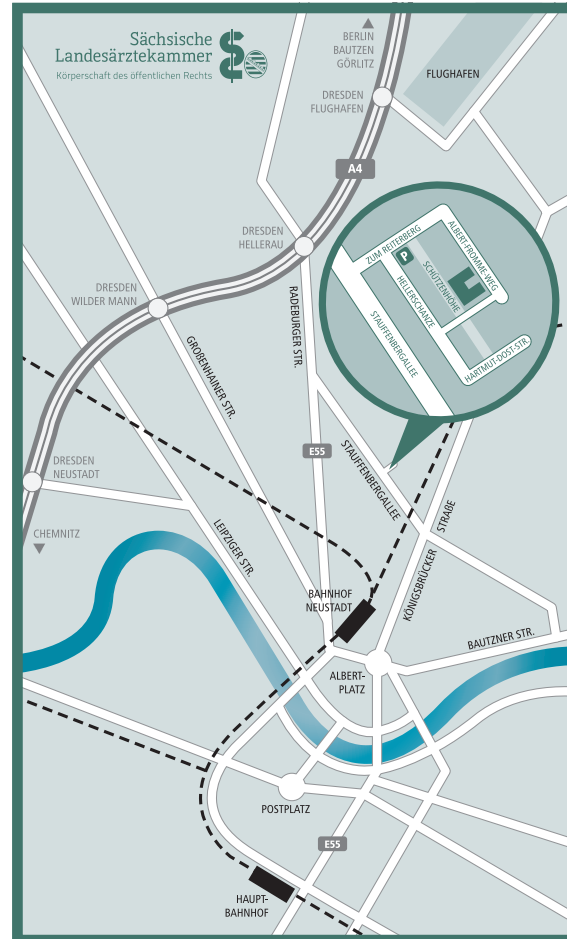 Sächsische
Landesärztekammer
Körperschaft des öffentlichen Rechts
BERLIN
BAUTZEN
GÖRLITZ
FLUGHAFEN
DRESDEN
FLUGHAFEN
A4
DRESDEN
HELLERAU
ZUM REITERBERG
ALBERT-FROMME-WEG
P
SCHÜTZENHÖHE
HELLERSCHANZE
STAUFFENBERGALLEE
HARTMUT-DOST-STR.
DRESDEN
WILDER MANN
RADEBURGER STR.
GROßENHAINER STR.
E55
STAUFFENBERGALLEE
DRESDEN
NEUSTADT
CHEMNITZ
LEIPZIGER STR.
KÖNIGSBRÜCKER
STRAßE
BAHNHOF
NEUSTADT
BAUTZNER STR.
ALBERT-
PLATZ
POSTPLATZ
E55
HAUPT-
BAHNHOF